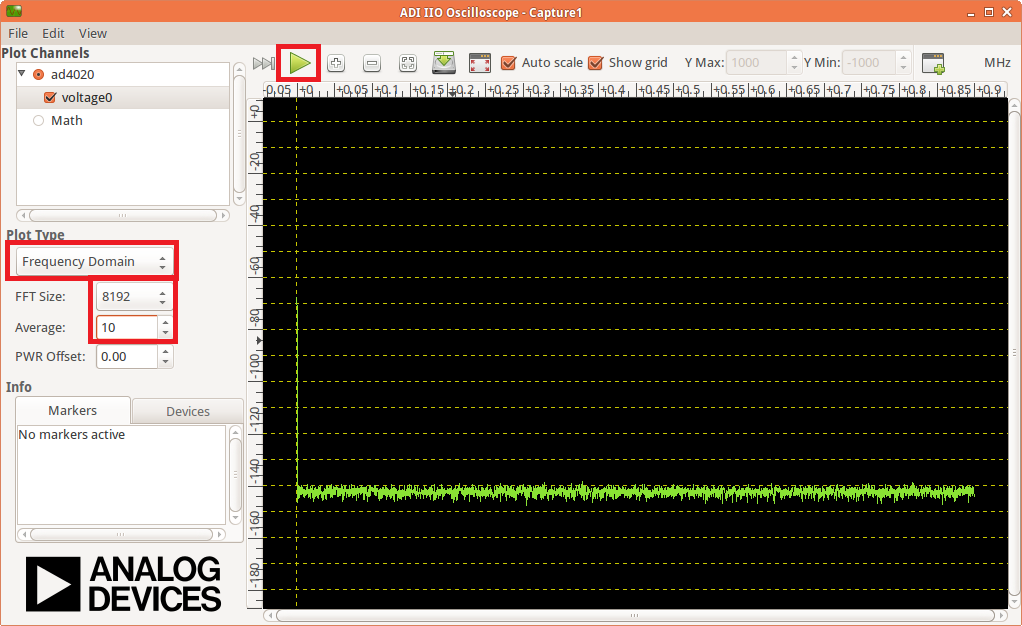 ADI IIO Oscilloscope - Capture1
File Edit View
Plot Channels
ad4020
voltage0
Math
Auto scale Show grid Y Max: 1000 Y Min: -1000 MHz
-0.05 +0 +0.05 +0.1 +0.15 +0.2 +0.25 +0.3 +0.35 +0.4 +0.45 +0.5 +0.55 +0.6 +0.65 +0.7 +0.75 +0.8 +0.85 +0.9
+0
-20
-40
-60
-80
-100
-120
-140
-160
-180
Plot Type
Frequency Domain
FFT Size: 8192
Average: 10
PWR Offset: 0.00
Info
Markers Devices
No markers active
ANALOG
DEVICES